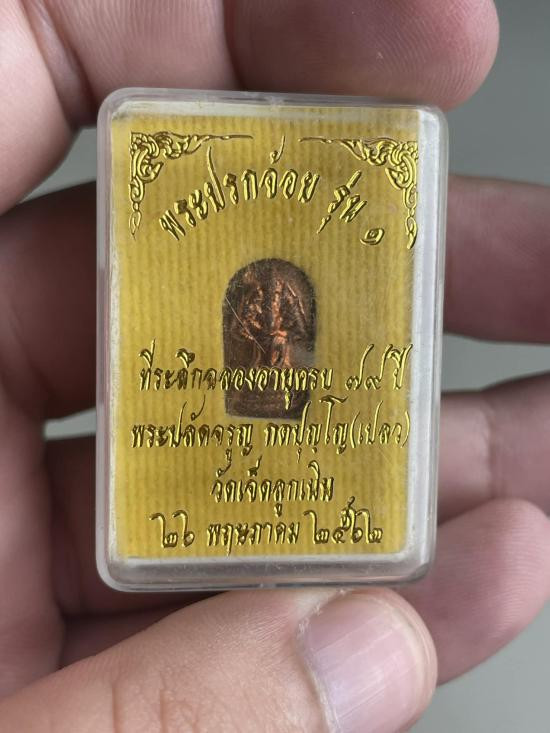 พระปรกจ้อย รุ่น ๑
ที่ระลึกฉลองอายุครบ ๗๙ ปี
พระปลัดจรูญ กตปุญโญ(เปลว)
วัดเจ็ดลูกเนิน
๒๖ พฤษภาคม ๒๕๖๒